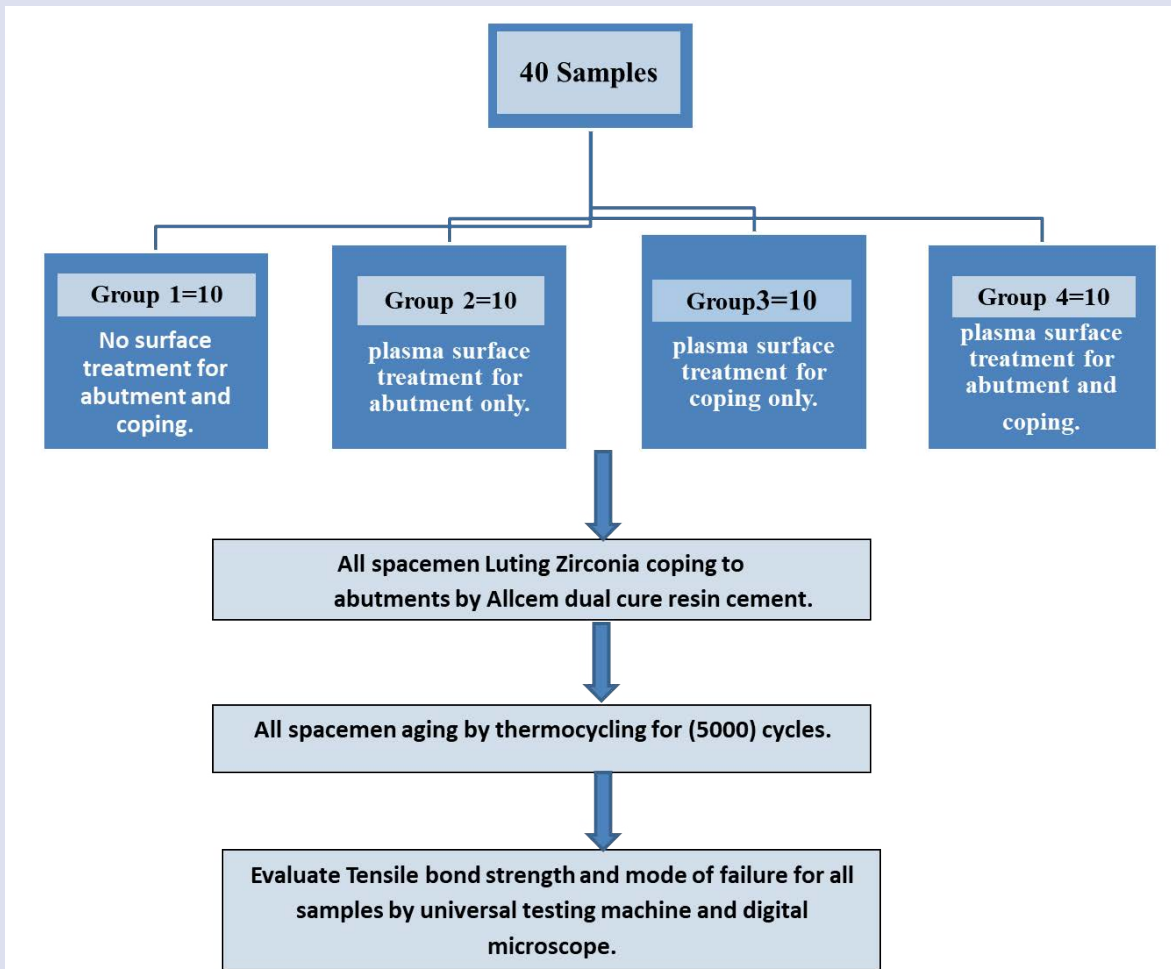 40 Samples
Group 1=10
No surface
treatment for
abutment and
coping.
Group 2=10
plasma surface
treatment for
abutment only.
Group3=10
plasma surface
treatment for
coping only.
Group 4=10
plasma surface
treatment for
abutment and
coping.
All spacemen Luting Zirconia coping to
abutments by Allcem dual cure resin cement.
All spacemen aging by thermocycling for (5000) cycles.
Evaluate Tensile bond strength and mode of failure for all
samples by universal testing machine and digital
microscope.